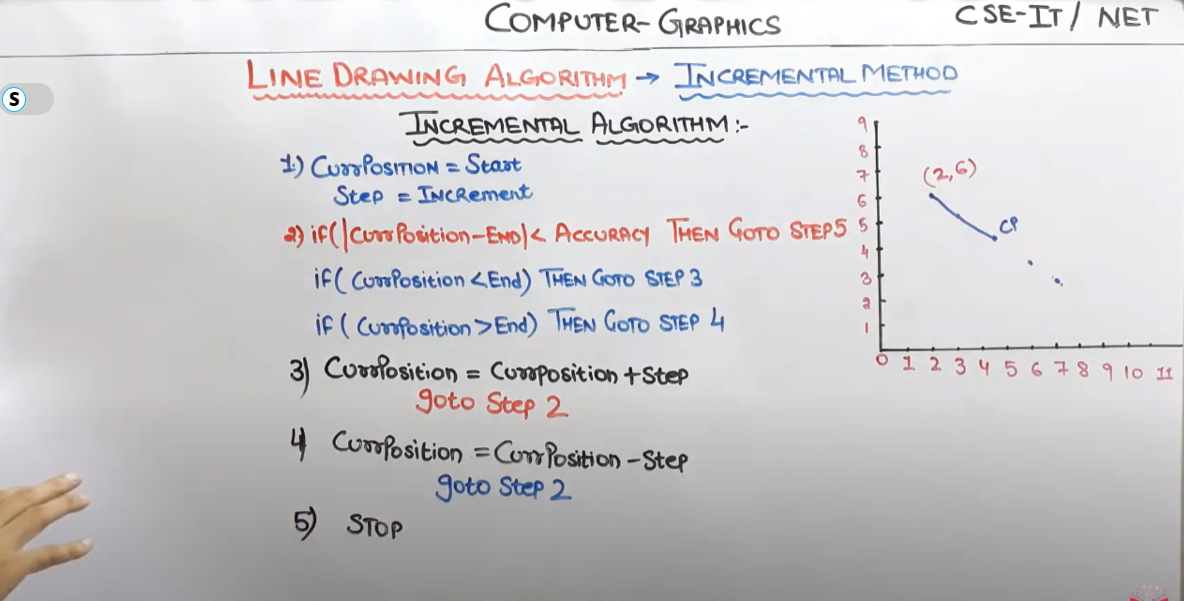 COMPUTER-GRAPHICS
CSE-IT / NET
LINE DRAWING ALGORITHM → INCREMENTAL METHOD
S
INCREMENTAL ALGORITHM :-
1.) CurrPOSITION = Start
Step = INCRement
2) if(|CurrPosition-END|< ACCURACY THEN GOTO STEP5
if( CurrPosition <End) THEN GOTO STEP 3
if( CurrPosition >End) THEN GOTO STEP 4
3) CurrPosition = Currposition +Step
goto Step 2
4) CurrPosition = CurrPosition -Step
goto Step 2
5) STOP
9
8
7
6
5
4
3
2
1
(2,6)
CP
0 1 2 3 4 5 6 7 8 9 10 11